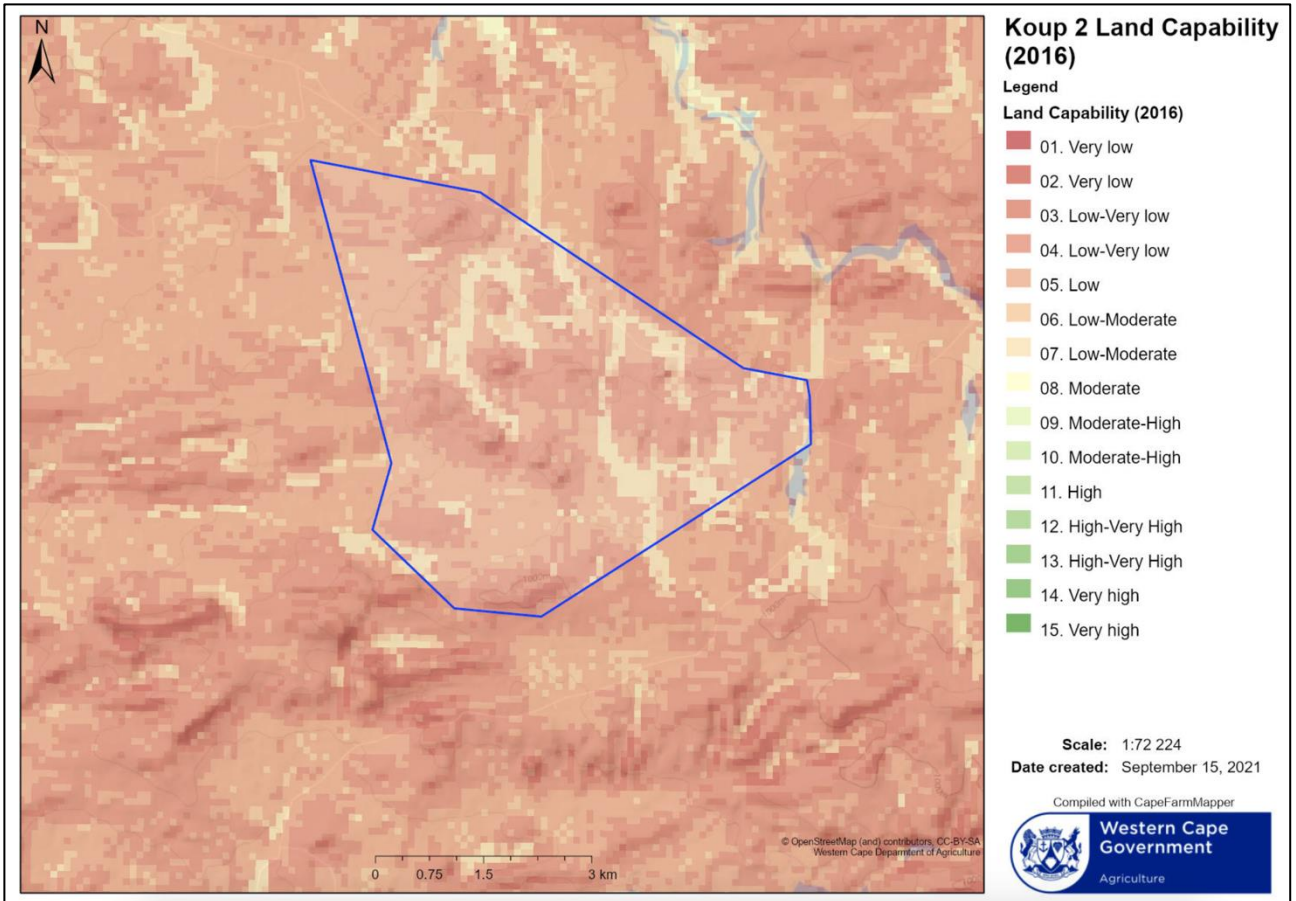 N
Koup 2 Land Capability
(2016)
Legend
Land Capability (2016)
01. Very low
02. Very low
03. Low-Very low
04. Low-Very low
05. Low
06. Low-Moderate
07. Low-Moderate
08. Moderate
09. Moderate-High
10. Moderate-High
11. High
12. High-Very High
13. High-Very High
14. Very high
15. Very high
Scale: 1:72 224
Date created: September 15, 2021
Compiled with CapeFarmMapper
Western Cape
Government
Agriculture
© OpenStreetMap (and) contributors, CC-BY-SA
Western Cape Department of Agriculture
0 0.75 1.5 3 km